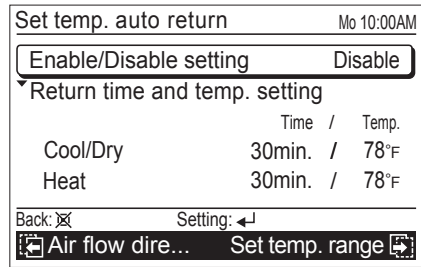 Set temp. auto return Mo 10:00AM
Enable/Disable setting Disable
Return time and temp. setting
Time / Temp.
Cool/Dry 30min. / 78°F
Heat 30min. / 78°F
Back: Setting:
Air flow dire... Set temp. range